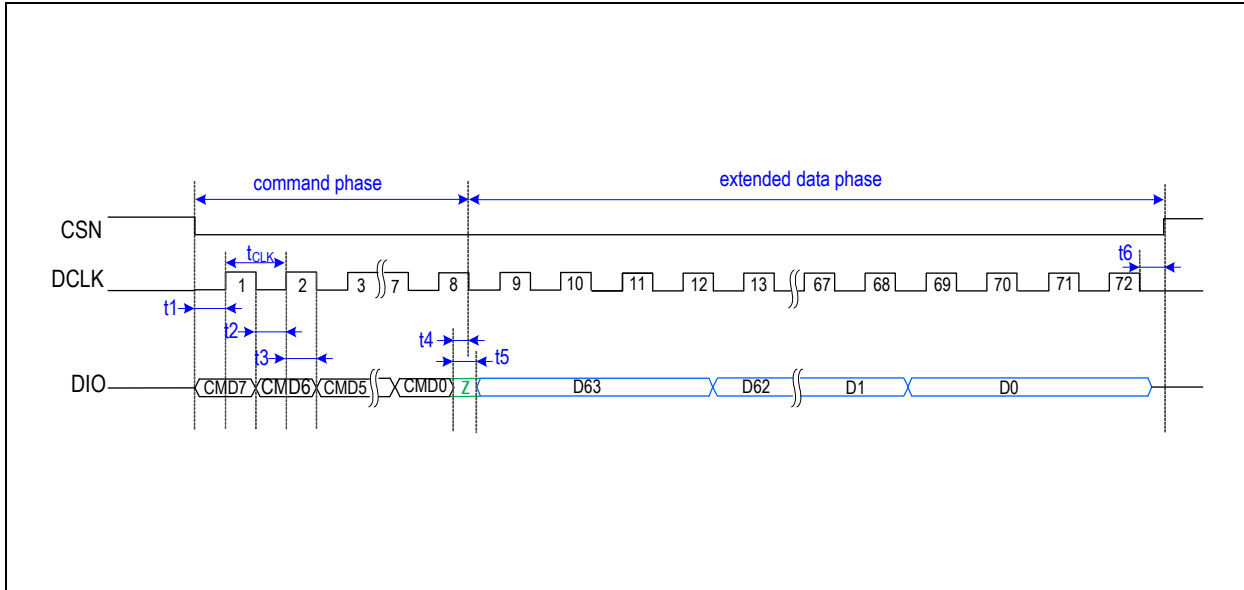 command phase
extended data phase
CSN
tCLK
t6
DCLK
1 2 3 7 8 9 10 11 12 13 67 68 69 70 71 72
t1
t2
t4
t3
t5
DIO
CMD7 CMD6 CMD5 CMD0 Z D63 D62 D1 D0